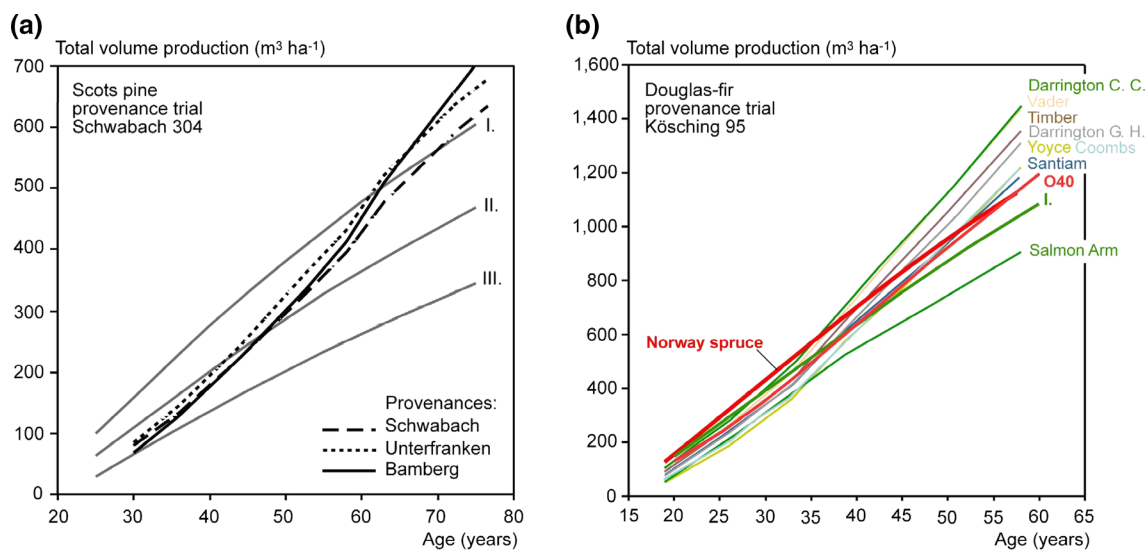 (a)
Total volume production (m³ ha⁻¹)
700
600
500
400
300
200
100
0
Scots pine
provenance trial
Schwabach 304
I.
II.
III.
Provenances:
Schwabach
Unterfranken
Bamberg
20 30 40 50 60 70 80
Age (years)
(b)
Total volume production (m³ ha⁻¹)
1,600
1,400
1,200
1,000
800
600
400
200
0
Douglas-fir
provenance trial
Kösching 95
Darrington C. C.
Vader
Timber
Darrington G. H.
Yoyce Coombs
Santiam
O40
I.
Salmon Arm
Norway spruce
15 20 25 30 35 40 45 50 55 60 65
Age (years)